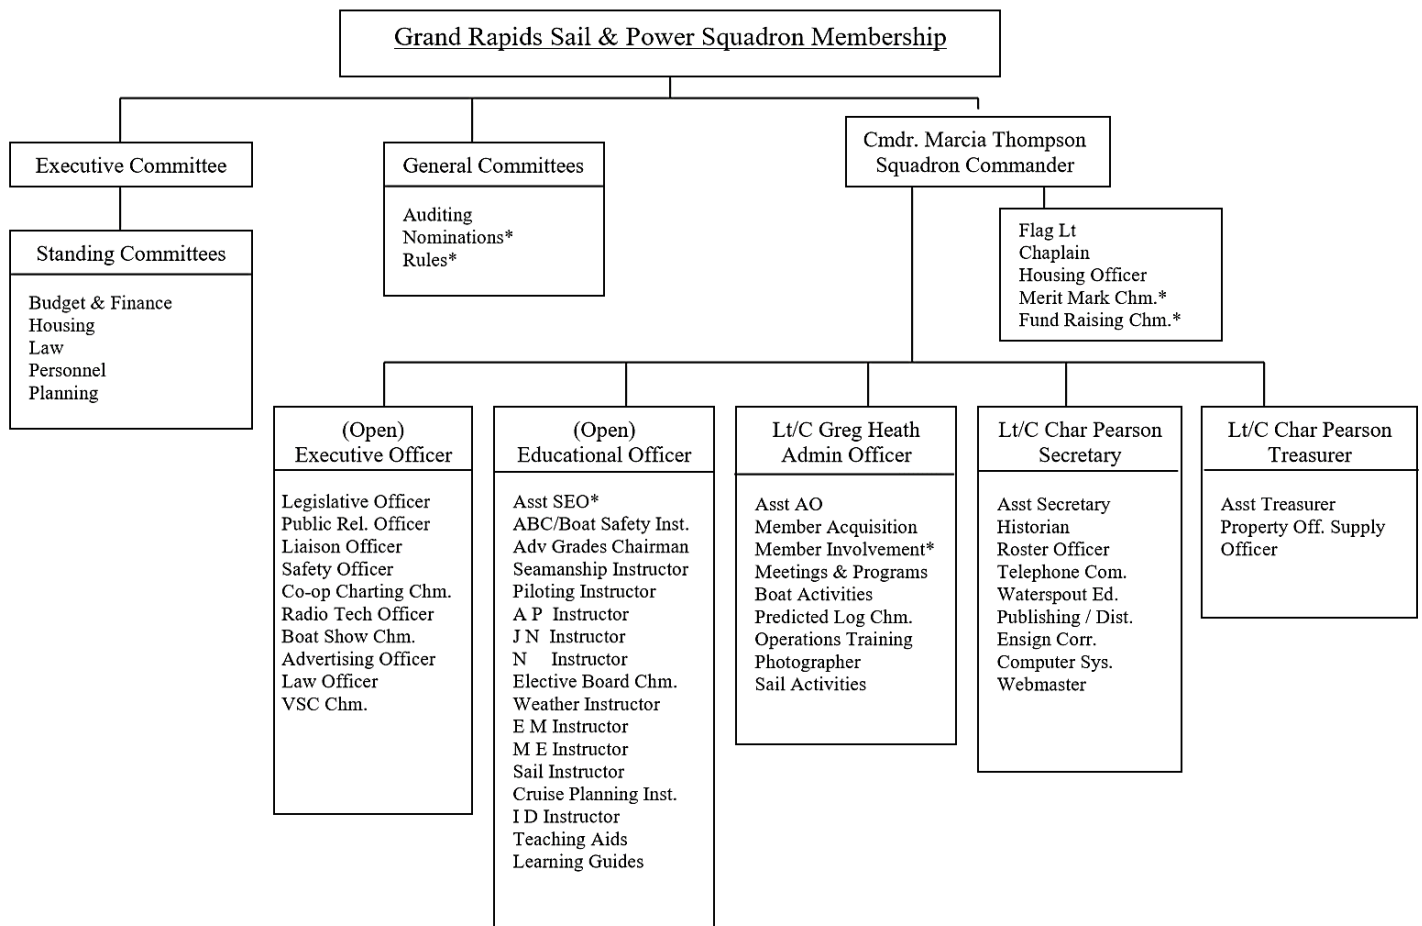 Grand Rapids Sail & Power Squadron Membership
Executive Committee
Standing Committees
Budget & Finance
Housing
Law
Personnel
Planning
General Committees
Auditing
Nominations*
Rules*
Cmdr. Marcia Thompson
Squadron Commander
Flag Lt
Chaplain
Housing Officer
Merit Mark Chm.*
Fund Raising Chm.*
(Open)
Executive Officer
Legislative Officer
Public Rel. Officer
Liaison Officer
Safety Officer
Co-op Charting Chm.
Radio Tech Officer
Boat Show Chm.
Advertising Officer
Law Officer
VSC Chm.
(Open)
Educational Officer
Asst SEO*
ABC/Boat Safety Inst.
Adv Grades Chairman
Seamanship Instructor
Piloting Instructor
A P Instructor
J N Instructor
N Instructor
Elective Board Chm.
Weather Instructor
E M Instructor
M E Instructor
Sail Instructor
Cruise Planning Inst.
I D Instructor
Teaching Aids
Learning Guides
Lt/C Greg Heath
Admin Officer
Asst AO
Member Acquisition
Member Involvement*
Meetings & Programs
Boat Activities
Predicted Log Chm.
Operations Training
Photographer
Sail Activities
Lt/C Char Pearson
Secretary
Asst Secretary
Historian
Roster Officer
Telephone Com.
Waterspout Ed.
Publishing / Dist.
Ensign Corr.
Computer Sys.
Webmaster
Lt/C Char Pearson
Treasurer
Asst Treasurer
Property Off. Supply
Officer